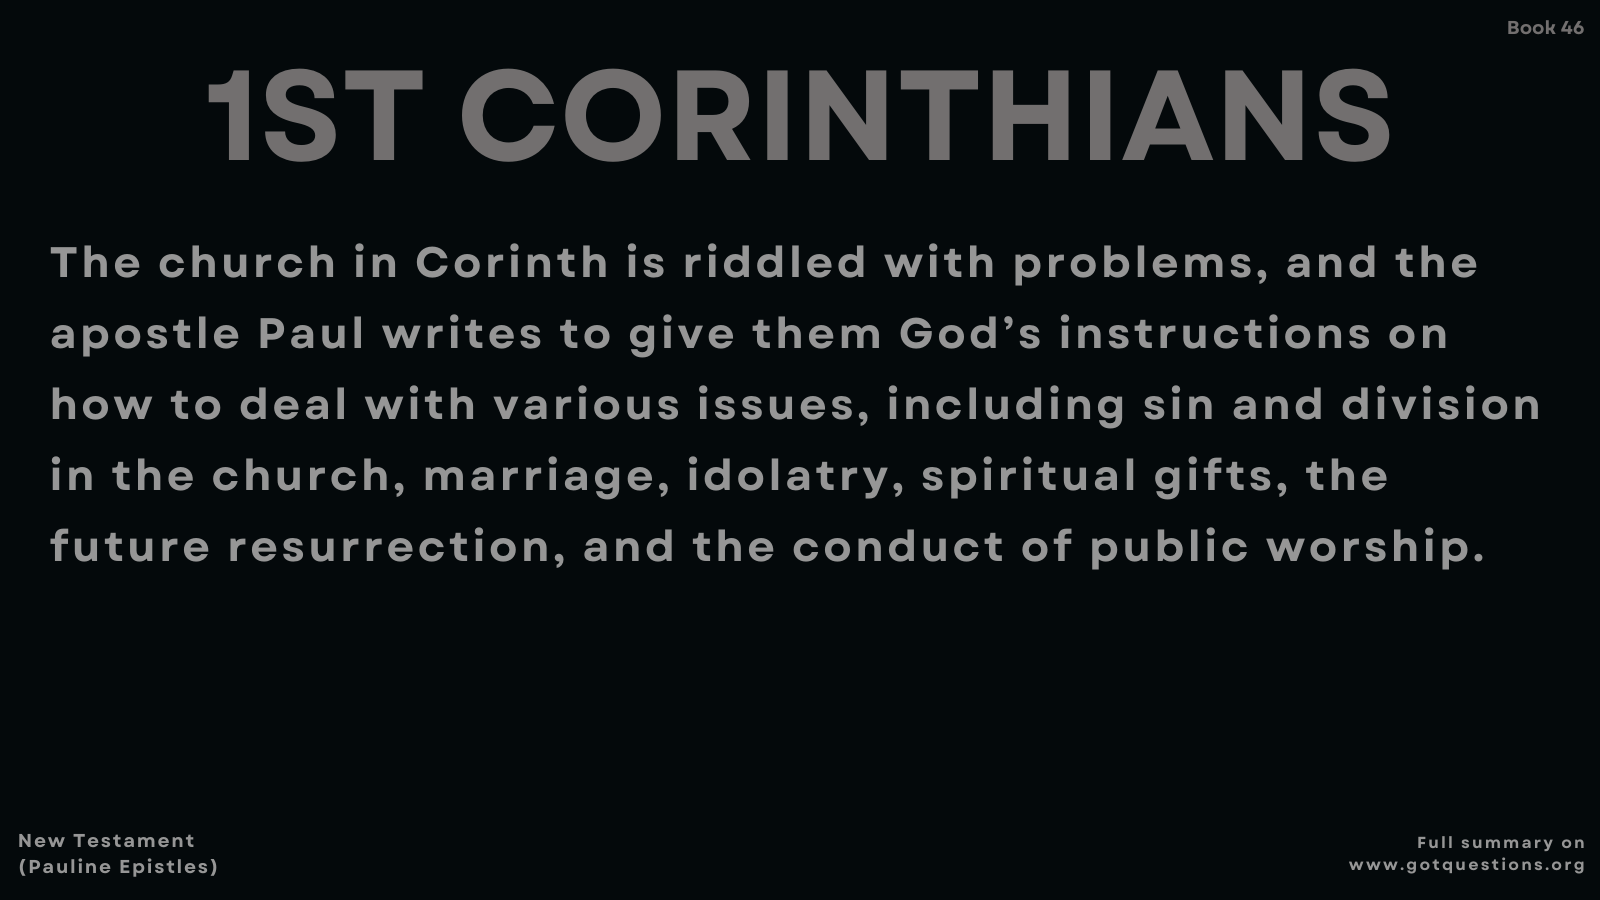 Book 46
1ST CORINTHIANS
The church in Corinth is riddled with problems, and the
apostle Paul writes to give them God’s instructions on
how to deal with various issues, including sin and division
in the church, marriage, idolatry, spiritual gifts, the
future resurrection, and the conduct of public worship.
New Testament
(Pauline Epistles)
Full summary on
www.gotquestions.org